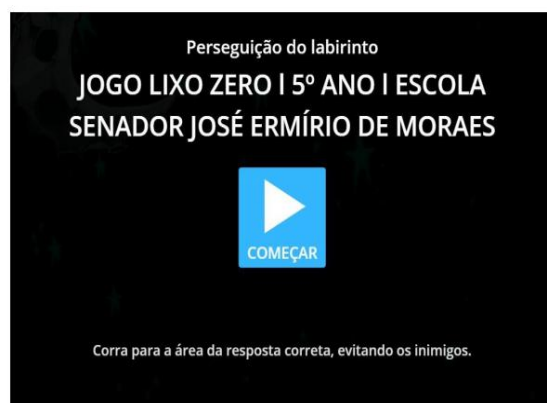 Perseguição do labirinto
JOGO LIXO ZERO l 5º ANO l ESCOLA
SENADOR JOSÉ ERMÍRIO DE MORAES
COMEÇAR
Corra para a área da resposta correta, evitando os inimigos.